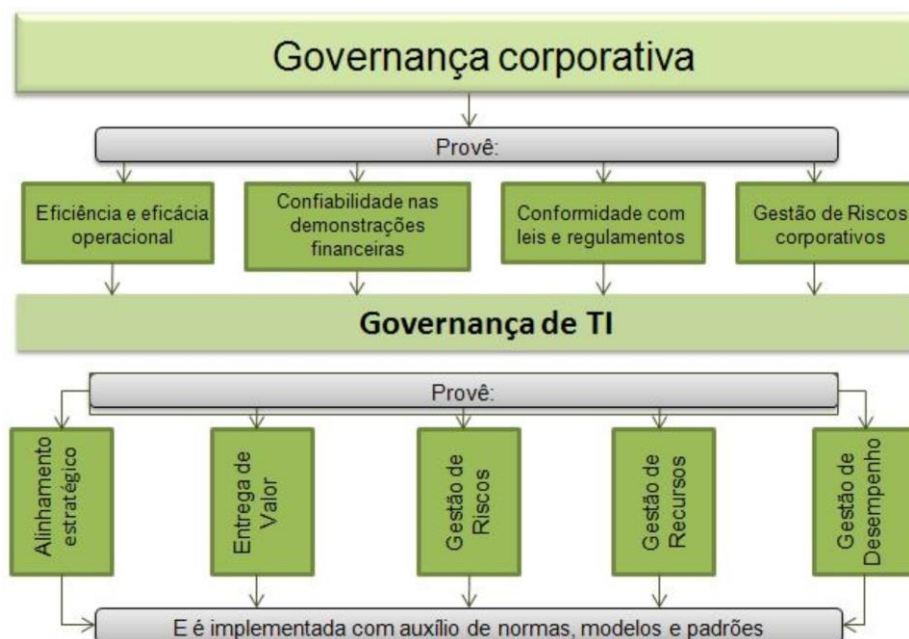 Governança corporativa
Provê:
Eficiência e eficácia
operacional
Confiabilidade nas
demonstrações
financeiras
Conformidade com
leis e regulamentos
Gestão de Riscos
corporativos
Governança de TI
Provê:
Alinhamento
estratégico
Entrega de
Valor
Gestão de
Riscos
Gestão de
Recursos
Gestão de
Desempenho
E é implementada com auxílio de normas, modelos e padrões